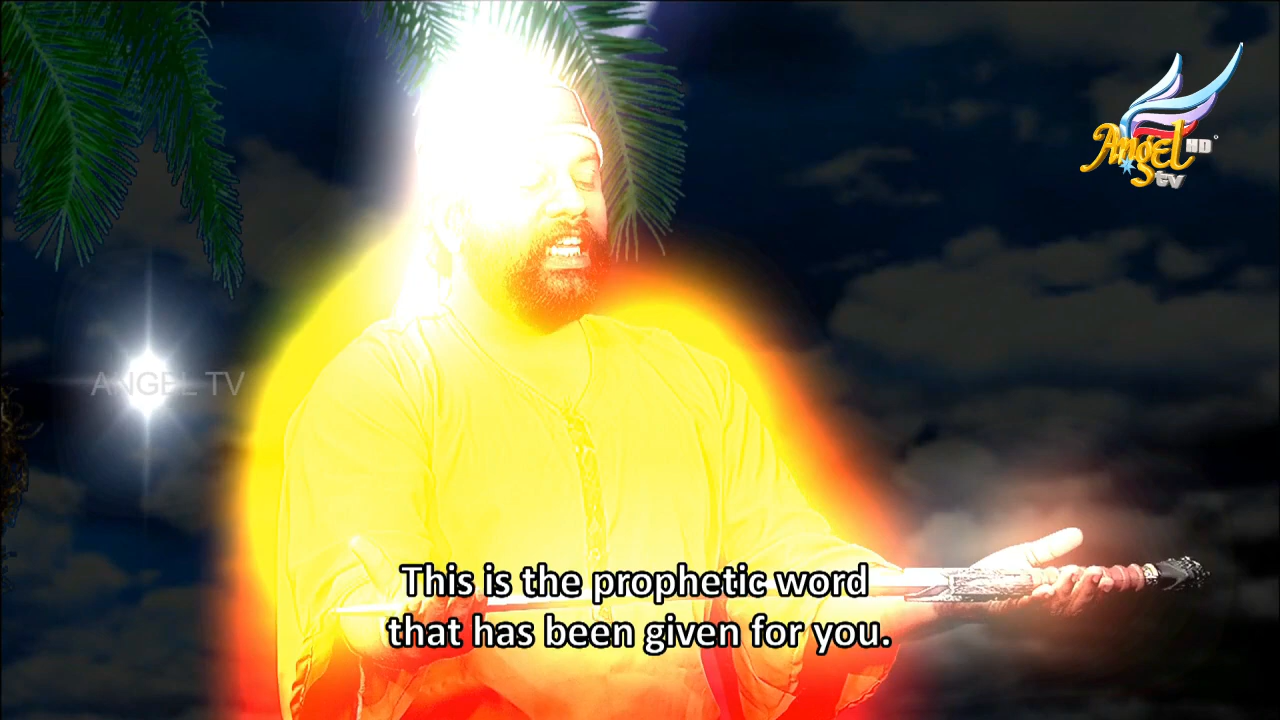 Angel HD
tv
ANGEL TV
This is the prophetic word
that has been given for you.